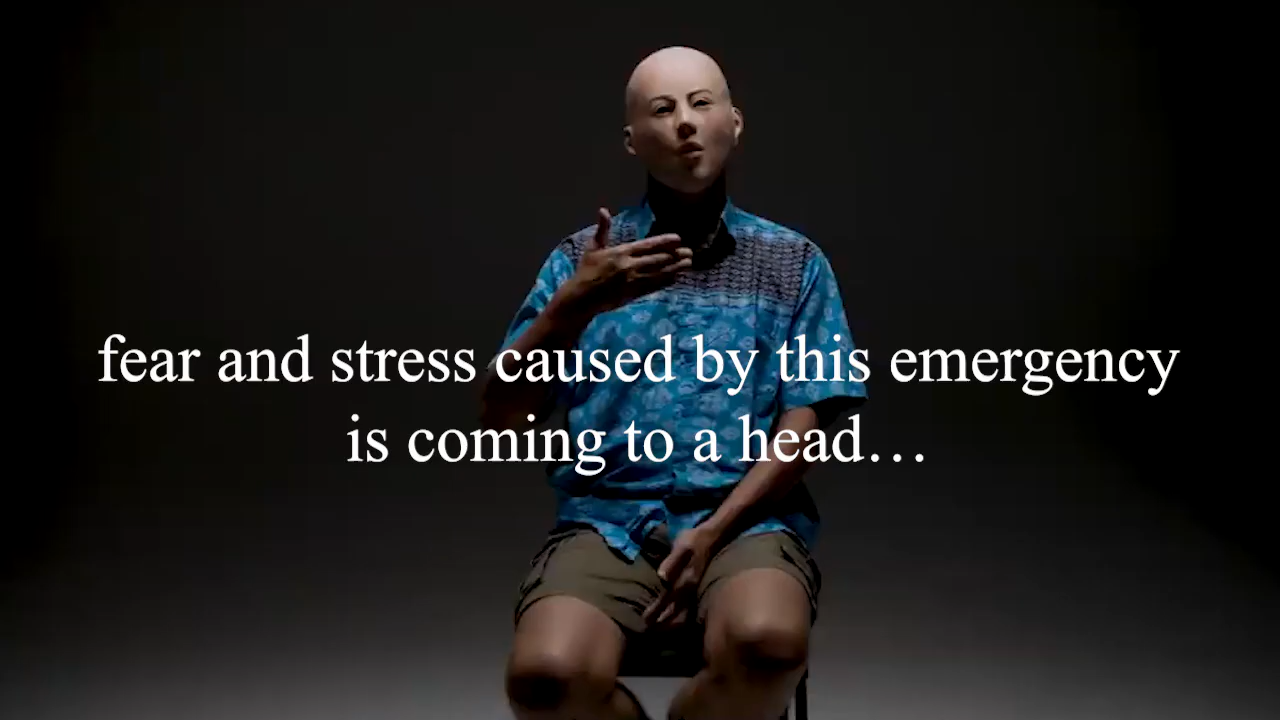 fear and stress caused by this emergency
is coming to a head…